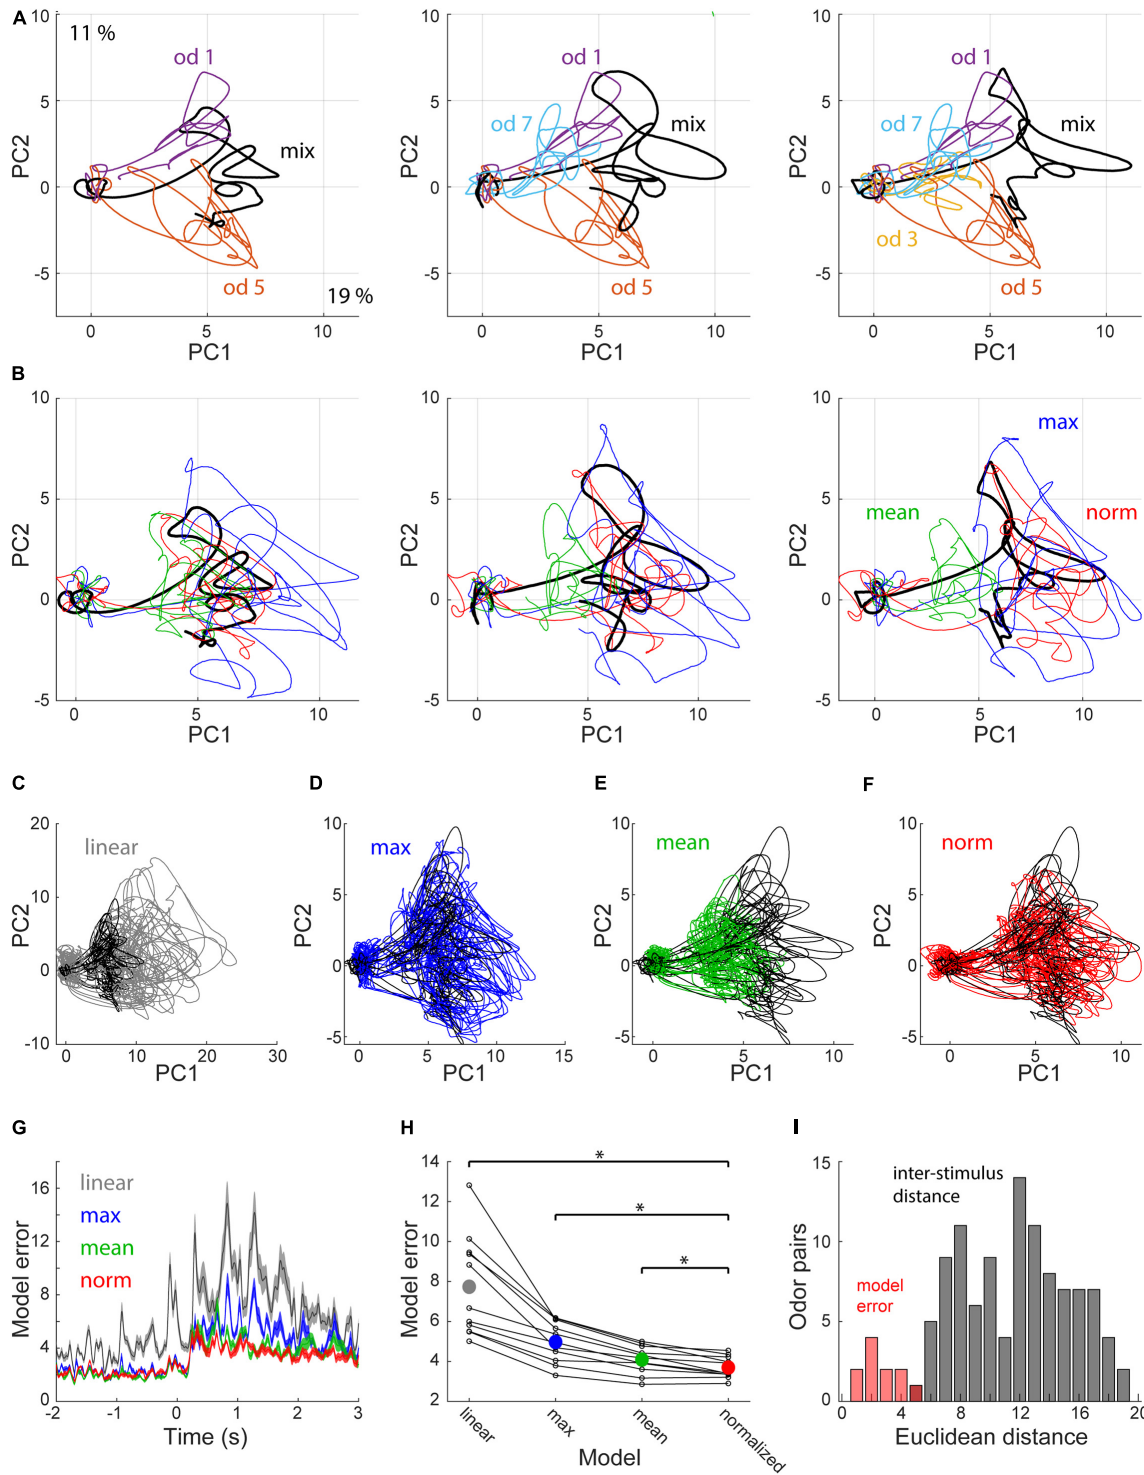 A
10
11 %
od 1
5
PC2
mix
0
-5
od 5
19 %
0
5
10
PC1
10
od 1
5
od 7
PC2
mix
0
-5
od 5
0
5
10
PC1
10
od 1
5
od 7
PC2
mix
0
od 3
-5
od 5
0
5
10
PC1
B
10
5
PC2
0
-5
0
5
10
PC1
10
5
PC2
0
-5
0
5
10
PC1
10
max
5
mean
norm
PC2
0
-5
0
5
10
PC1
C
20
linear
10
PC2
0
-10
0
10
20
30
PC1
D
10
max
5
PC2
0
-5
0
5
10
15
PC1
E
10
mean
5
PC2
0
-5
0
5
10
PC1
F
10
norm
5
PC2
0
-5
0
5
10
PC1
G
linear
max
mean
norm
16
12
8
4
0
Model error
-2
-1
0
1
2
3
Time (s)
H
14
12
10
8
6
4
2
Model error
*
*
*
linear
max
mean
normalized
Model
I
15
10
5
0
Odor pairs
inter-stimulus
distance
model
error
0
4
8
12
16
20
Euclidean distance